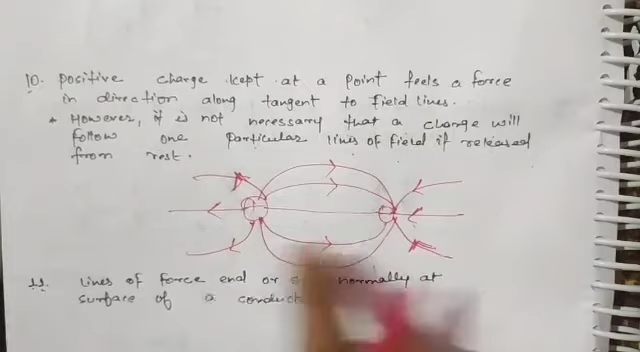 10. Positive charge kept at a point feels a force
in direction along tangent to field lines.
* However, it is not necessary that a charge will
follow one particular lines of field if released
from rest.
11. Lines of force end or normally at
surface of a